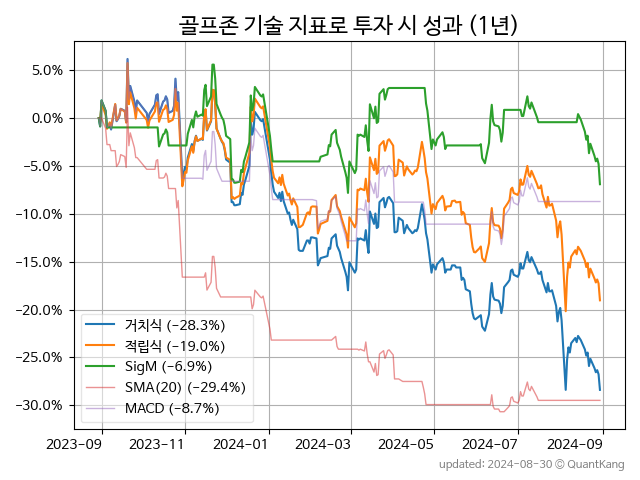 골프존 기술 지표로 투자 시 성과 (1년)
5.0%
0.0%
−5.0%
−10.0%
−15.0%
−20.0%
−25.0%
−30.0%
거치식 (−28.3%)
적립식 (−19.0%)
SigM (−6.9%)
SMA(20) (−29.4%)
MACD (−8.7%)
2023-09 2023-11 2024-01 2024-03 2024-05 2024-07 2024-09
updated: 2024-08-30 © QuantKang